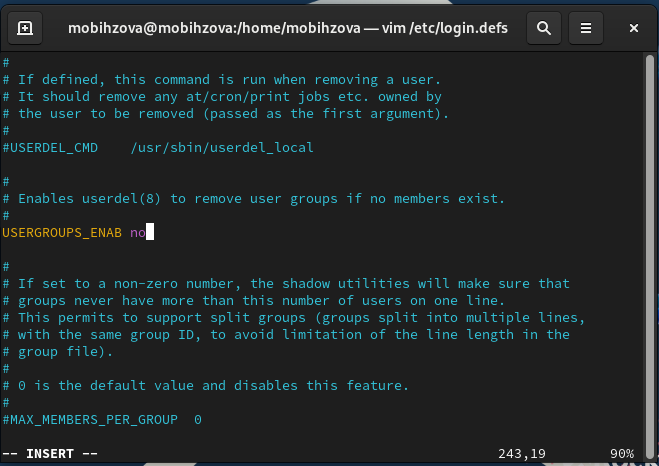 mobihzova@mobihzova:/home/mobihzova — vim /etc/login.defs
#
# If defined, this command is run when removing a user.
# It should remove any at/cron/print jobs etc. owned by
# the user to be removed (passed as the first argument).
#
#USERDEL_CMD    /usr/sbin/userdel_local

#
# Enables userdel(8) to remove user groups if no members exist.
#
USERGROUPS_ENAB no

#
# If set to a non-zero number, the shadow utilities will make sure that
# groups never have more than this number of users on one line.
# This permits to support split groups (groups split into multiple lines,
# with the same group ID, to avoid limitation of the line length in the
# group file).
#
# 0 is the default value and disables this feature.
#
#MAX_MEMBERS_PER_GROUP  0

-- INSERT --                                        243,19        90%